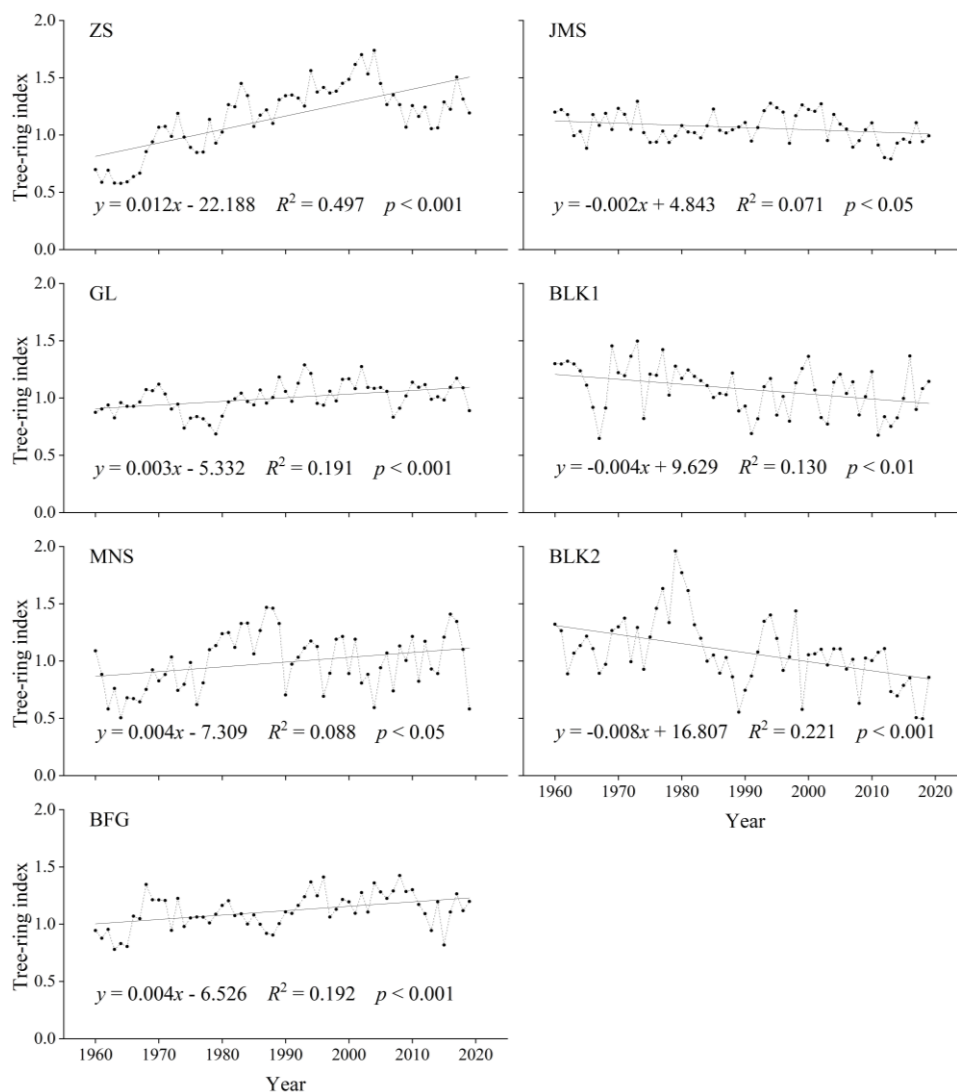 2.0
ZS
1.5
1.0
0.5
0.0
Tree-ring index
y = 0.012x - 22.188 R² = 0.497 p < 0.001
JMS
y = -0.002x + 4.843 R² = 0.071 p < 0.05
2.0
GL
1.5
1.0
0.5
0.0
Tree-ring index
y = 0.003x - 5.332 R² = 0.191 p < 0.001
BLK1
y = -0.004x + 9.629 R² = 0.130 p < 0.01
2.0
MNS
1.5
1.0
0.5
0.0
Tree-ring index
y = 0.004x - 7.309 R² = 0.088 p < 0.05
BLK2
y = -0.008x + 16.807 R² = 0.221 p < 0.001
1960 1970 1980 1990 2000 2010 2020
Year
2.0
BFG
1.5
1.0
0.5
0.0
Tree-ring index
y = 0.004x - 6.526 R² = 0.192 p < 0.001
1960 1970 1980 1990 2000 2010 2020
Year